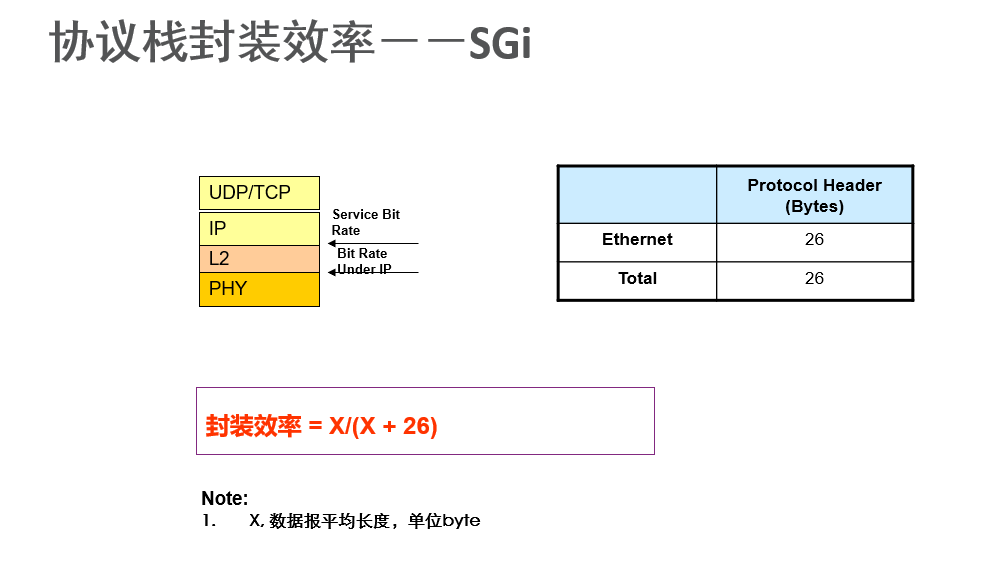 协议栈封装效率－－SGi
UDP/TCP
IP
L2
PHY
Service Bit
Rate
Bit Rate
Under IP
Protocol Header
(Bytes)
Ethernet 26
Total 26
封装效率 = X/(X + 26)
Note:
1. X, 数据报平均长度，单位byte